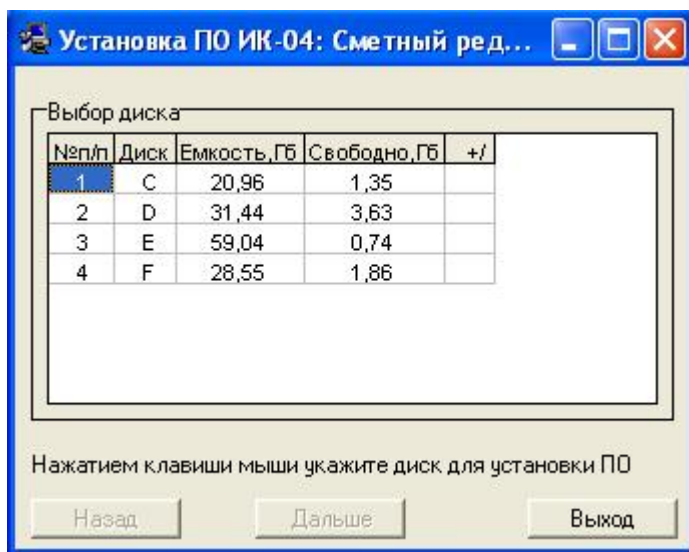 Установка ПО ИК-04: Сметный ред...
Выбор диска
№п/п Диск Емкость,Гб Свободно,Гб +/
1 C 20,96 1,35
2 D 31,44 3,63
3 E 59,04 0,74
4 F 28,55 1,86
Нажатием клавиши мыши укажите диск для установки ПО
Назад Дальше Выход